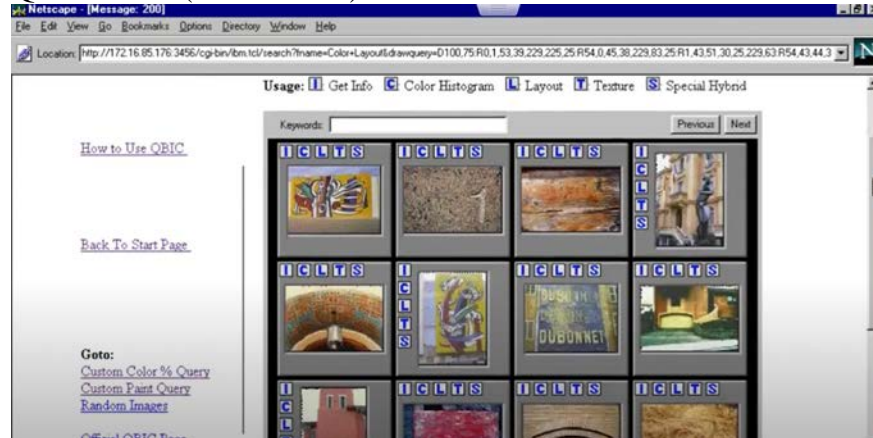 Netscape - [Message: 200]
File Edit View Go Bookmarks Options Directory Window Help
Location: http://172.16.85.176:3456/cgi-bin/ibm.tcl/search?fname=Color+Layout&drawquery=D100,75:R0,1,53,39,229,225,25:R54,0,45,38,229,83,25:R1,43,51,30,25,229,63:R54,43,44,3
N
Usage: I Get Info C Color Histogram L Layout T Texture S Special Hybrid
Keywords: Previous Next
How to Use QBIC
I C L T S I C L T S I C L T S I C L T S
Back To Start Page
I C L T S I C L T S I C L T S I C L T S
DUBONNET
Goto:
Custom Color % Query
Custom Paint Query
Random Images
I C L I C L T S I C L T S I C L T S
Official QBIC Page